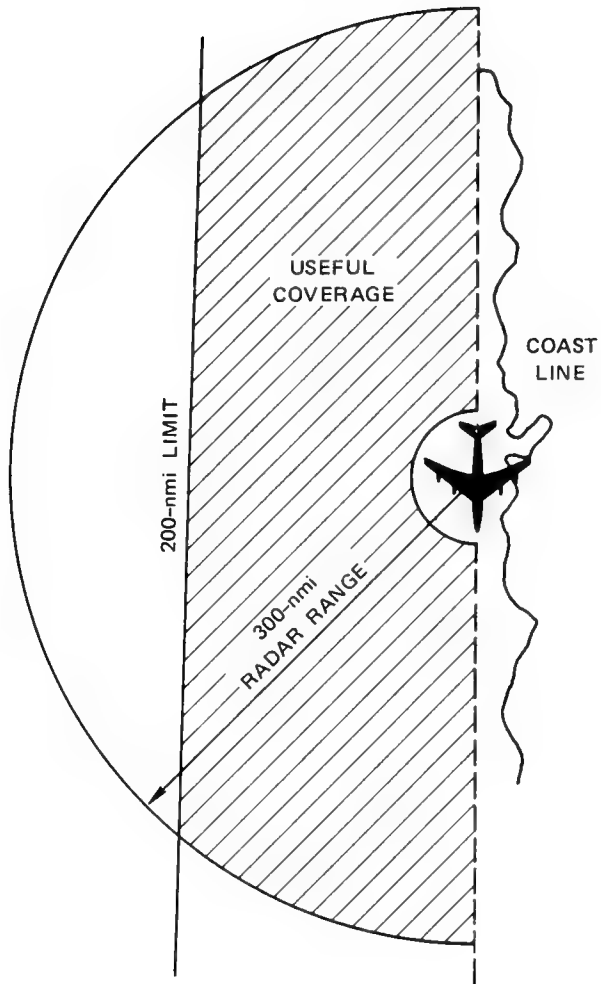 USEFUL
COVERAGE
COAST
LINE
200-nmi LIMIT
300-nmi
RADAR RANGE